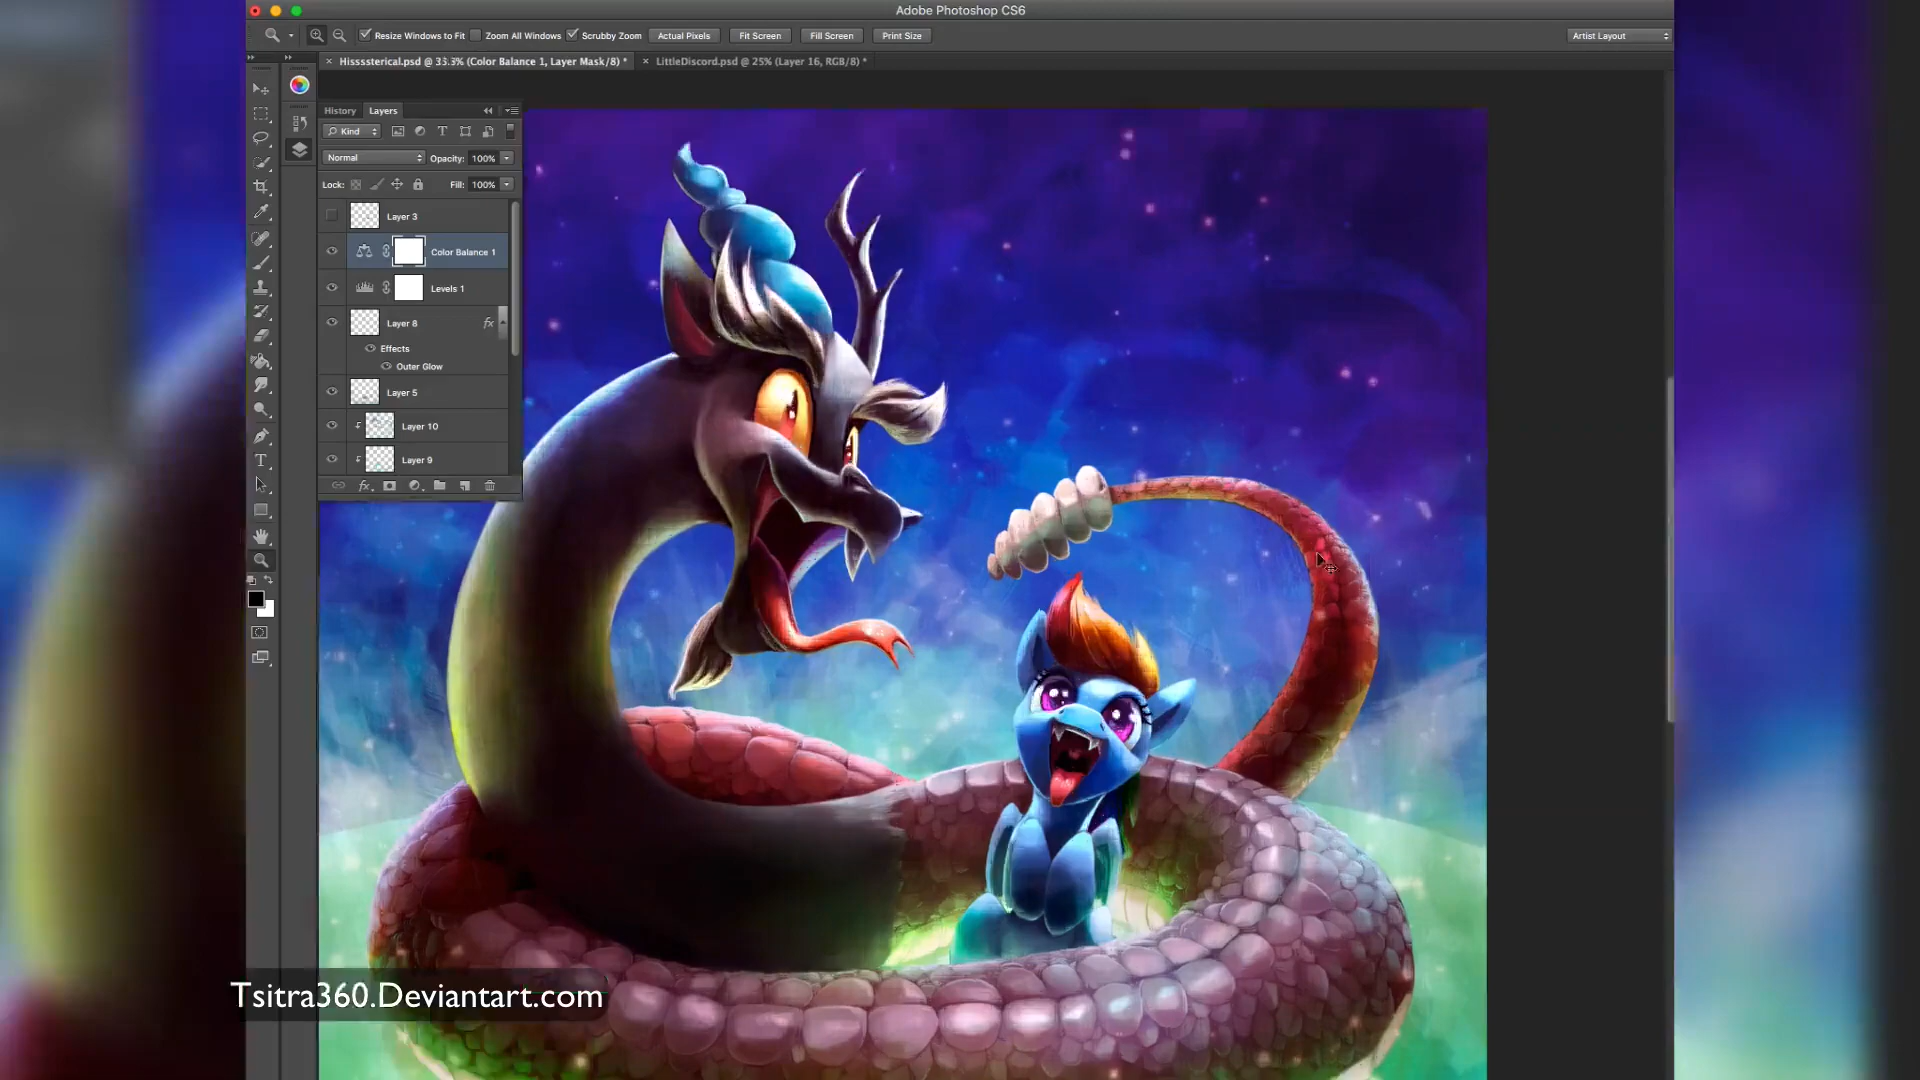 Adobe Photoshop CS6
Resize Windows to Fit
Zoom All Windows
Scrubby Zoom
Actual Pixels
Fit Screen
Fill Screen
Print Size
Artist Layout
Hisssssterical.psd @ 33.3% (Color Balance 1, Layer Mask/8) *
LittleDiscord.psd @ 25% (Layer 16, RGB/8) *
History
Layers
Kind
Normal
Opacity: 100%
Lock:
Fill: 100%
Layer 3
Color Balance 1
Levels 1
Layer 8
fx
Effects
Outer Glow
Layer 5
Layer 10
Layer 9
fx
Tsitra360.Deviantart.com